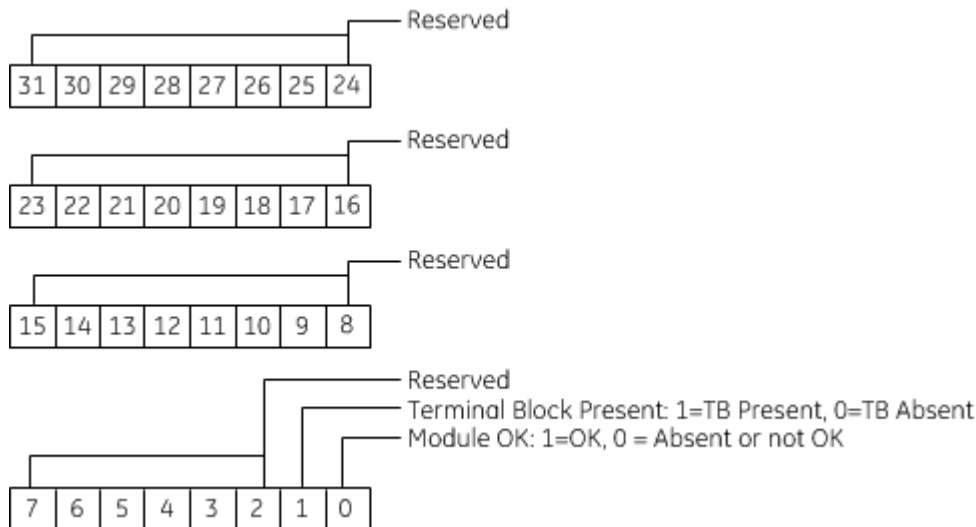 Reserved
31 30 29 28 27 26 25 24
Reserved
23 22 21 20 19 18 17 16
Reserved
15 14 13 12 11 10 9 8
Reserved
Terminal Block Present: 1=TB Present, 0=TB Absent
Module OK: 1=OK, 0 = Absent or not OK
7 6 5 4 3 2 1 0